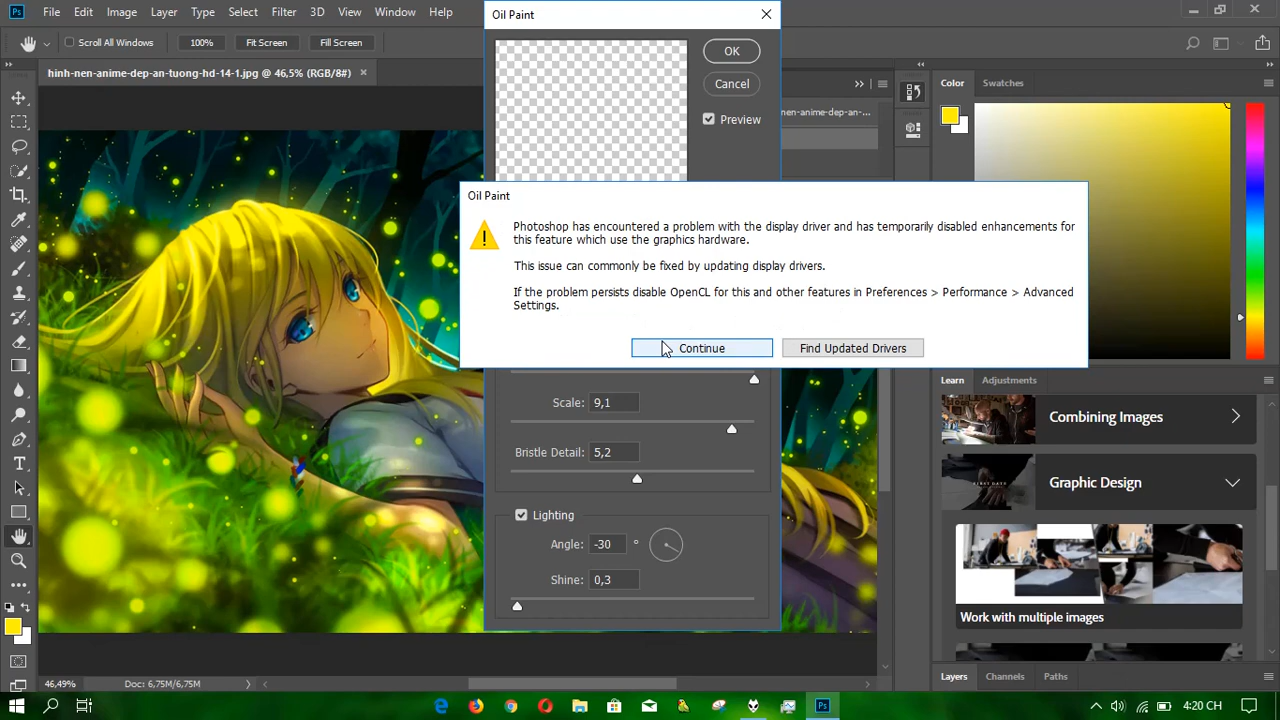 File Edit Image Layer Type Select Filter 3D View Window Help
Scroll All Windows 100% Fit Screen Fill Screen
hinh-nen-anime-dep-an-tuong-hd-14-1.jpg @ 46,5% (RGB/8#)
Oil Paint
OK
Cancel
Preview
nen-anime-dep-an-...
Oil Paint
Photoshop has encountered a problem with the display driver and has temporarily disabled enhancements for
this feature which use the graphics hardware.
This issue can commonly be fixed by updating display drivers.
If the problem persists disable OpenCL for this and other features in Preferences > Performance > Advanced
Settings.
Continue Find Updated Drivers
Scale: 9,1
Bristle Detail: 5,2
Lighting
Angle: -30 °
Shine: 0,3
Color Swatches
Learn Adjustments
Combining Images
Graphic Design
Work with multiple images
Layers Channels Paths
46,49% Doc: 6,75M/6,75M
4:20 CH